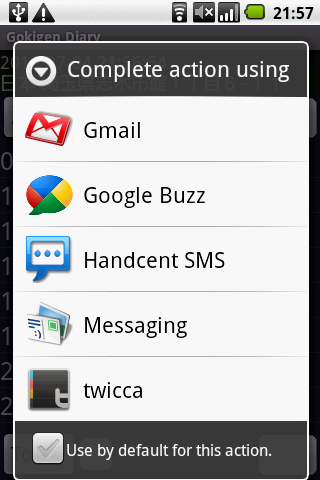 21:57
Gokigen Diary
Complete action using
Gmail
Google Buzz
Handcent SMS
Messaging
twicca
Use by default for this action.